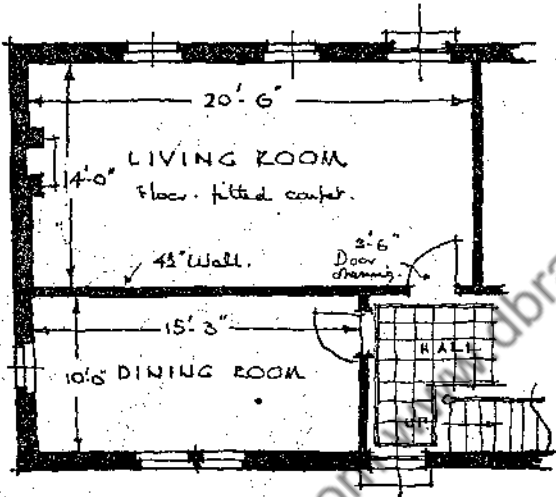 20'-6"
LIVING ROOM
14'-0"
Floor. fitted carpet.
4½" Wall.
2'-6"
Door
opening.
15'-3"
HALL
10'0" DINING ROOM
UP